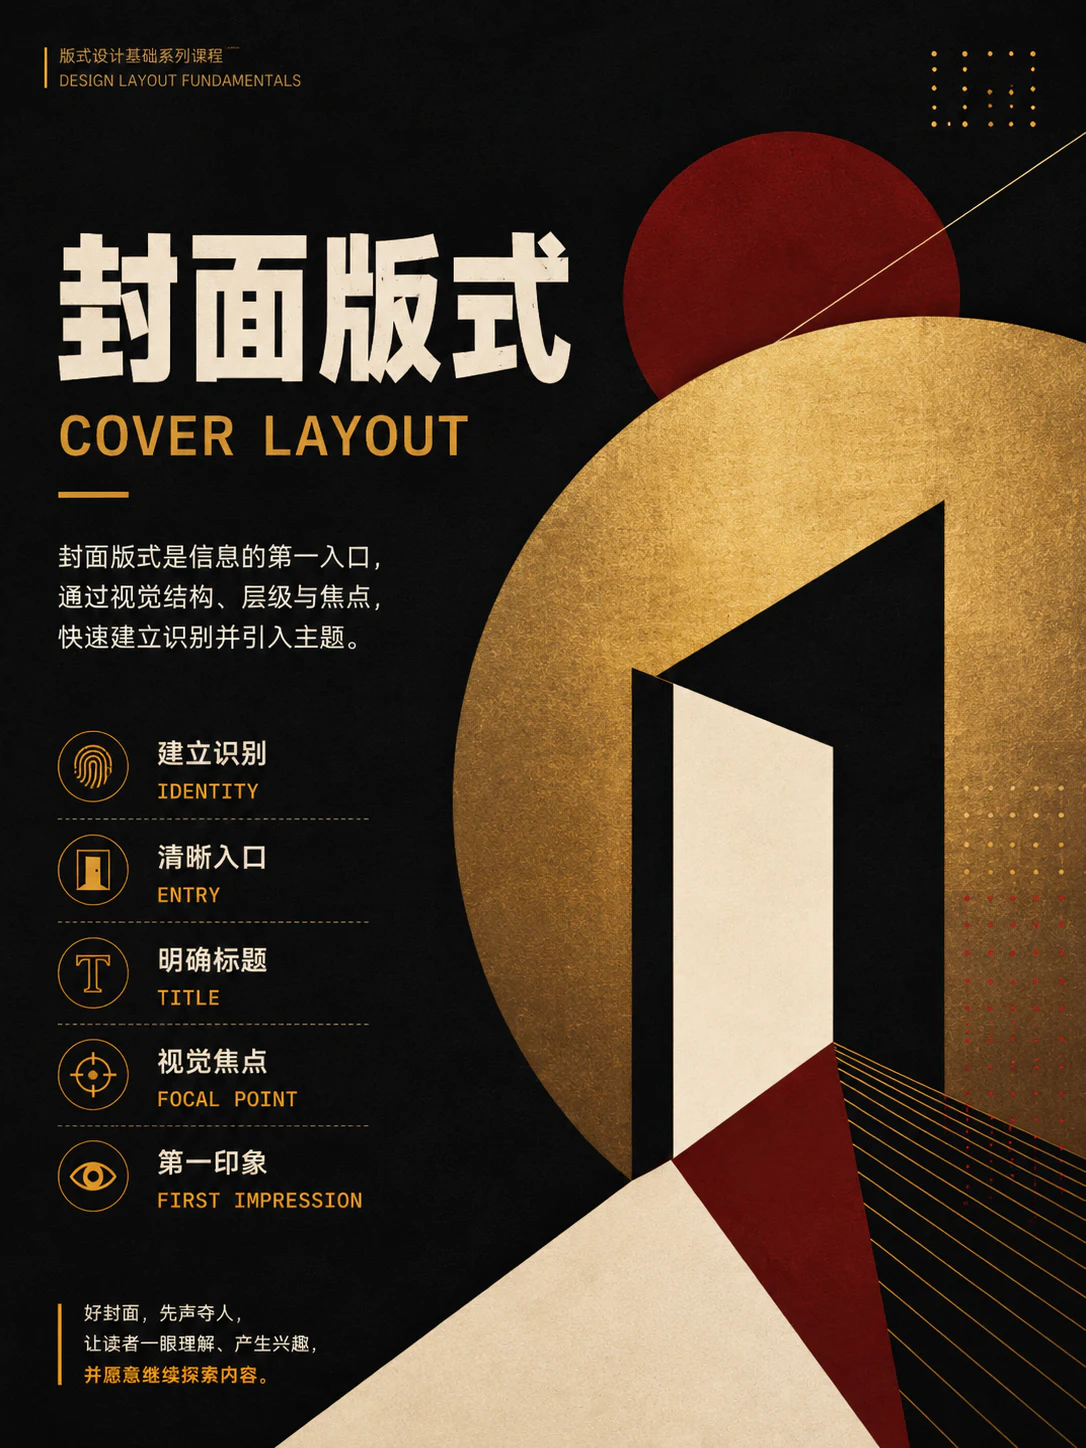 版式设计基础系列课程
DESIGN LAYOUT FUNDAMENTALS
封面版式
COVER LAYOUT
封面版式是信息的第一入口，
通过视觉结构、层级与焦点，
快速建立识别并引入主题。
建立识别
IDENTITY
清晰入口
ENTRY
T
明确标题
TITLE
视觉焦点
FOCAL POINT
第一印象
FIRST IMPRESSION
好封面，先声夺人，
让读者一眼理解、产生兴趣，
并愿意继续探索内容。